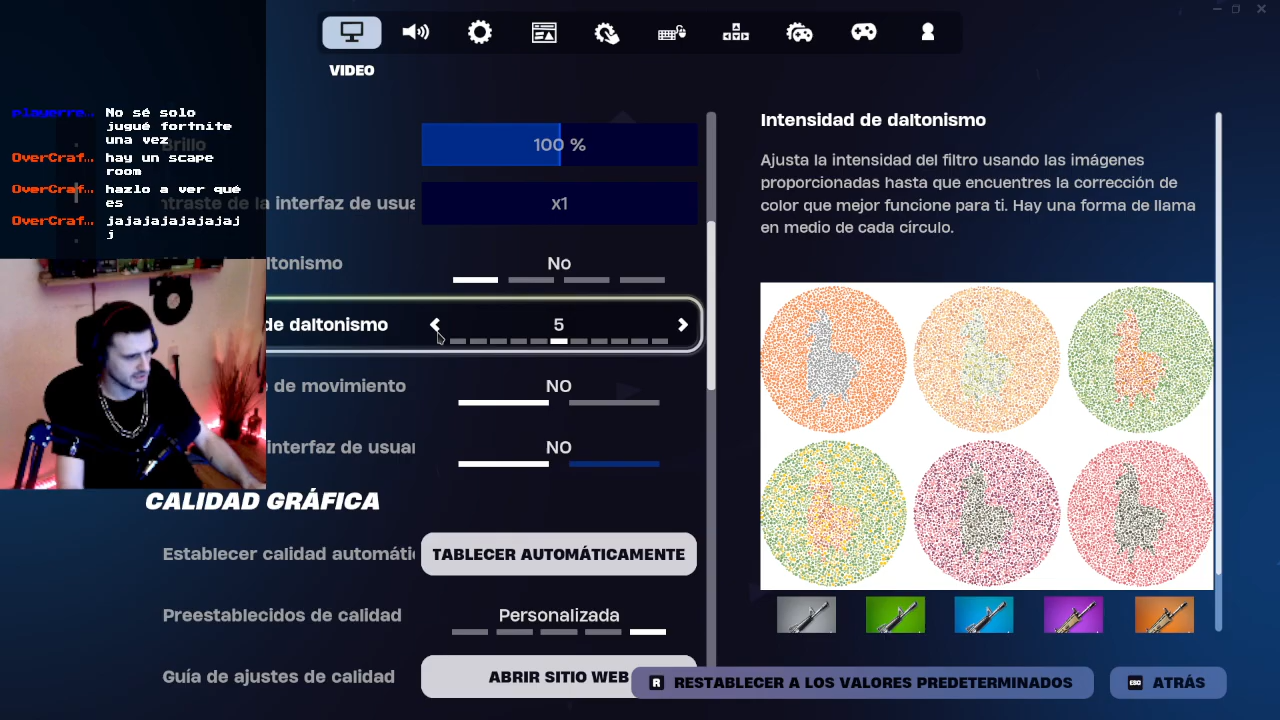 VIDEO
No sé solo
jugué fortnite
una vez
OverCraf… hay un scape
room
OverCraf… hazlo a ver qué
es
OverCraf… jajajajajajajaj
j
Brillo
100 %
ntraste de la interfaz de usua
x1
altonismo
No
de daltonismo
5
e de movimiento
NO
interfaz de usuar
NO
CALIDAD GRÁFICA
Establecer calidad automátic
TABLECER AUTOMÁTICAMENTE
Preestablecidos de calidad
Personalizada
Guía de ajustes de calidad
ABRIR SITIO WEB
Intensidad de daltonismo
Ajusta la intensidad del filtro usando las imágenes
proporcionadas hasta que encuentres la corrección de
color que mejor funcione para ti. Hay una forma de llama
en medio de cada círculo.
R RESTABLECER A LOS VALORES PREDETERMINADOS
ESC ATRÁS